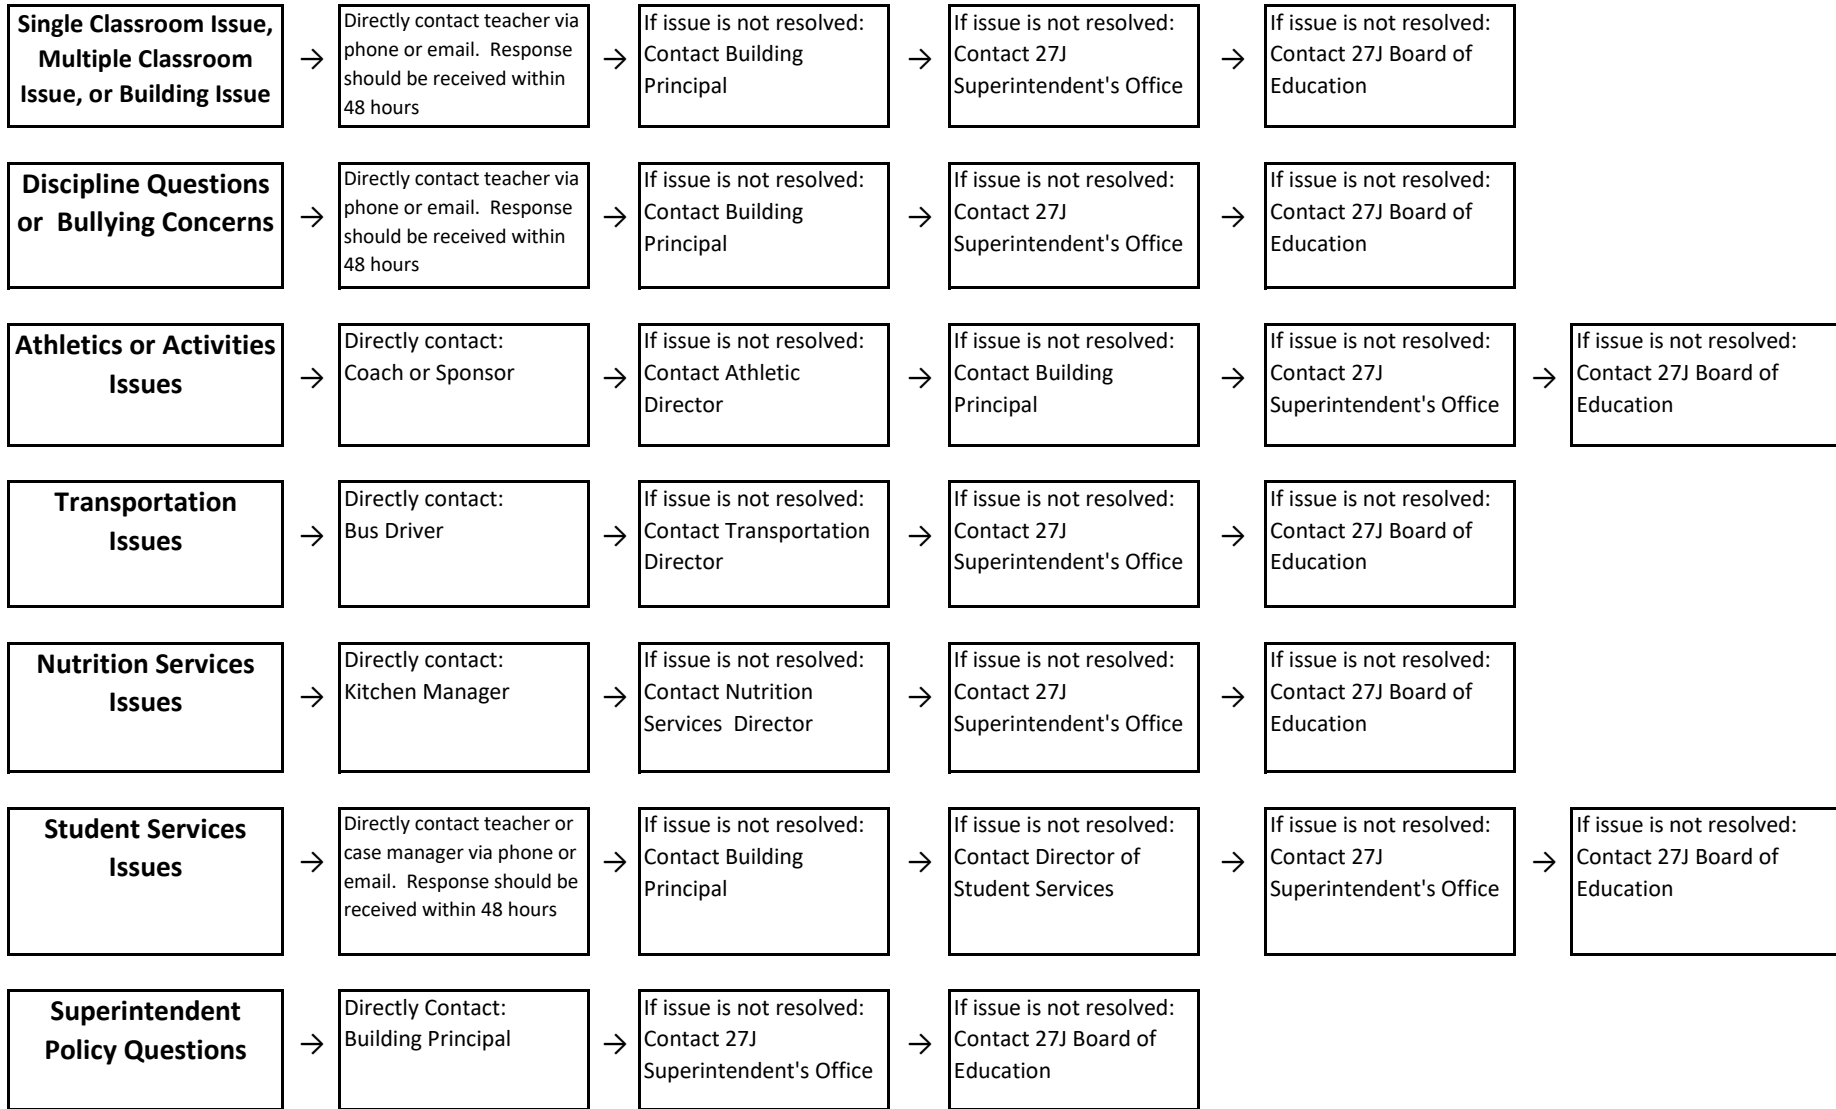 Single Classroom Issue,
Multiple Classroom
Issue, or Building Issue
→
Directly contact teacher via
phone or email.  Response
should be received within
48 hours
→
If issue is not resolved:
Contact Building
Principal
→
If issue is not resolved:
Contact 27J
Superintendent's Office
→
If issue is not resolved:
Contact 27J Board of
Education
Discipline Questions
or  Bullying Concerns
→
Directly contact teacher via
phone or email.  Response
should be received within
48 hours
→
If issue is not resolved:
Contact Building
Principal
→
If issue is not resolved:
Contact 27J
Superintendent's Office
→
If issue is not resolved:
Contact 27J Board of
Education
Athletics or Activities
Issues
→
Directly contact:
Coach or Sponsor
→
If issue is not resolved:
Contact Athletic
Director
→
If issue is not resolved:
Contact Building
Principal
→
If issue is not resolved:
Contact 27J
Superintendent's Office
→
If issue is not resolved:
Contact 27J Board of
Education
Transportation
Issues
→
Directly contact:
Bus Driver
→
If issue is not resolved:
Contact Transportation
Director
→
If issue is not resolved:
Contact 27J
Superintendent's Office
→
If issue is not resolved:
Contact 27J Board of
Education
Nutrition Services
Issues
→
Directly contact:
Kitchen Manager
→
If issue is not resolved:
Contact Nutrition
Services  Director
→
If issue is not resolved:
Contact 27J
Superintendent's Office
→
If issue is not resolved:
Contact 27J Board of
Education
Student Services
Issues
→
Directly contact teacher or
case manager via phone or
email.  Response should be
received within 48 hours
→
If issue is not resolved:
Contact Building
Principal
→
If issue is not resolved:
Contact Director of
Student Services
→
If issue is not resolved:
Contact 27J
Superintendent's Office
→
If issue is not resolved:
Contact 27J Board of
Education
Superintendent
Policy Questions
→
Directly Contact:
Building Principal
→
If issue is not resolved:
Contact 27J
Superintendent's Office
→
If issue is not resolved:
Contact 27J Board of
Education